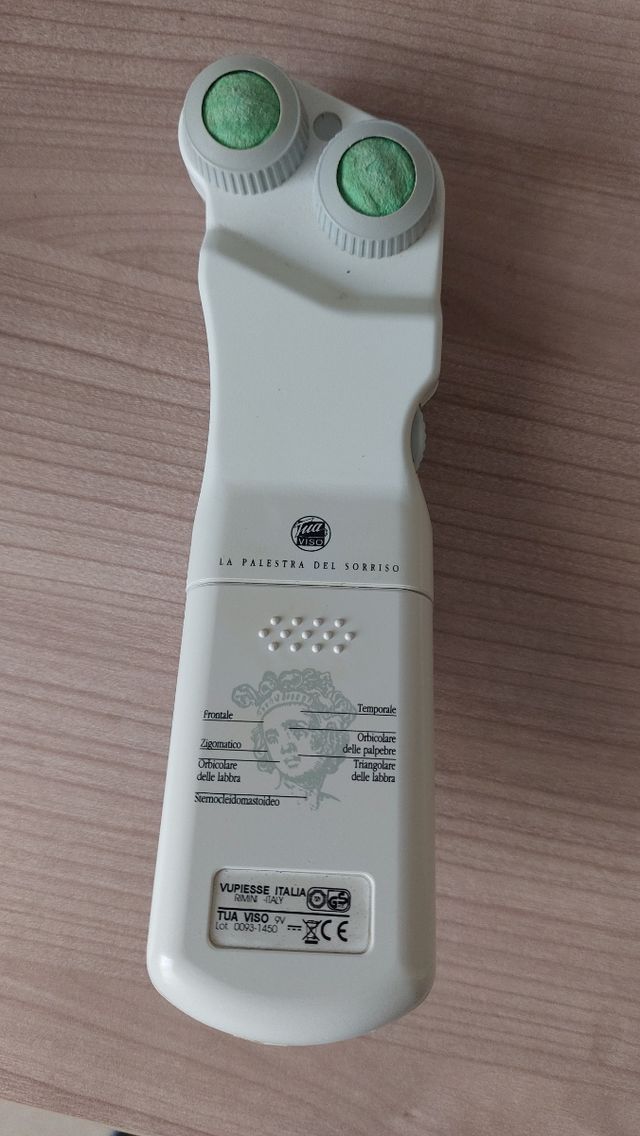 Tua
VISO
LA PALESTRA DEL SORRISO
Frontale
Temporale
Zigomatico
Orbicolare
delle palpebre
Orbicolare
delle labbra
Triangolare
delle labbra
Sternocleidomastoideo
VUPIESSE ITALIA
RIMINI -ITALY
TUA VISO 9V
Lot. D093-1450
CE